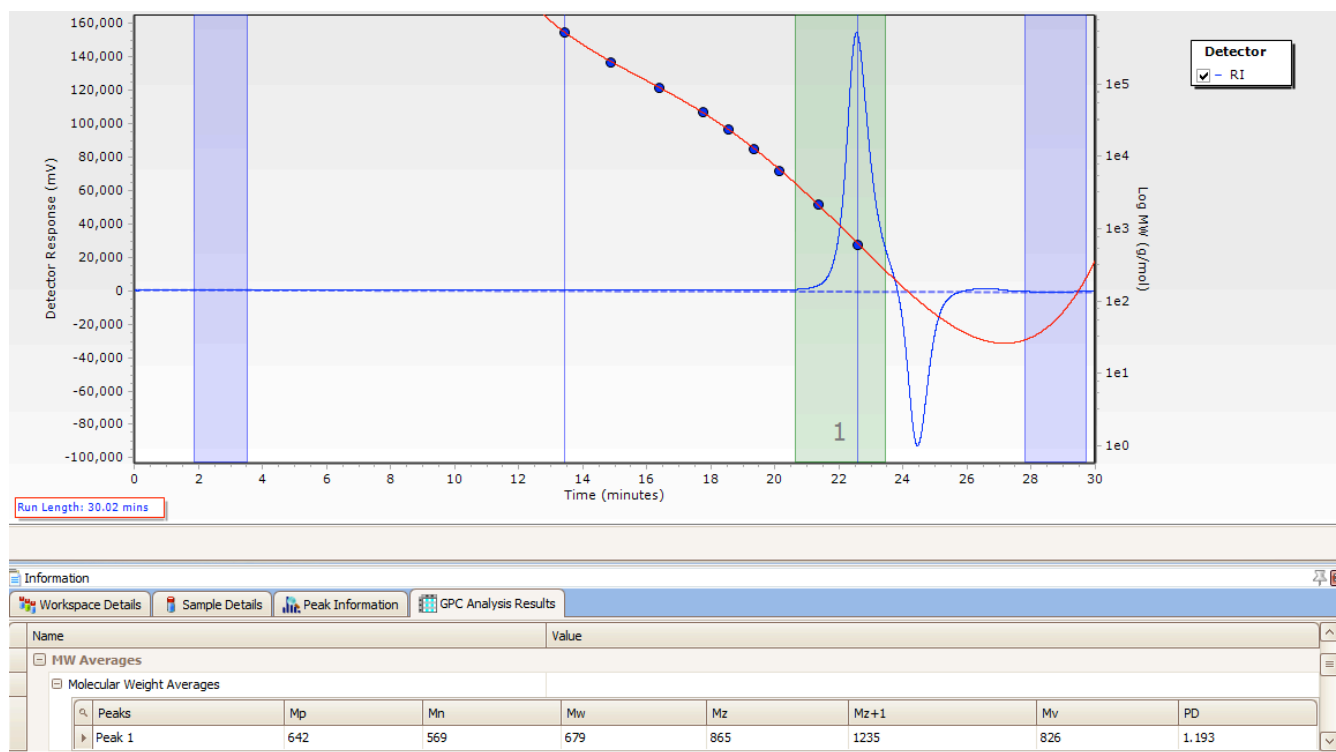 160,000
140,000
120,000
100,000
80,000
60,000
40,000
20,000
0
-20,000
-40,000
-60,000
-80,000
-100,000
Detector Response (mV)
0 2 4 6 8 10 12 14 16 18 20 22 24 26 28 30
Time (minutes)
1
1e5
1e4
1e3
1e2
1e1
1e0
Log MW (g/mol)
Detector
RI
Run Length: 30.02 mins
Information
Workspace Details Sample Details Peak Information GPC Analysis Results
Name Value
MW Averages
Molecular Weight Averages
Peaks Mp Mn Mw Mz Mz+1 Mv PD
Peak 1 642 569 679 865 1235 826 1.193